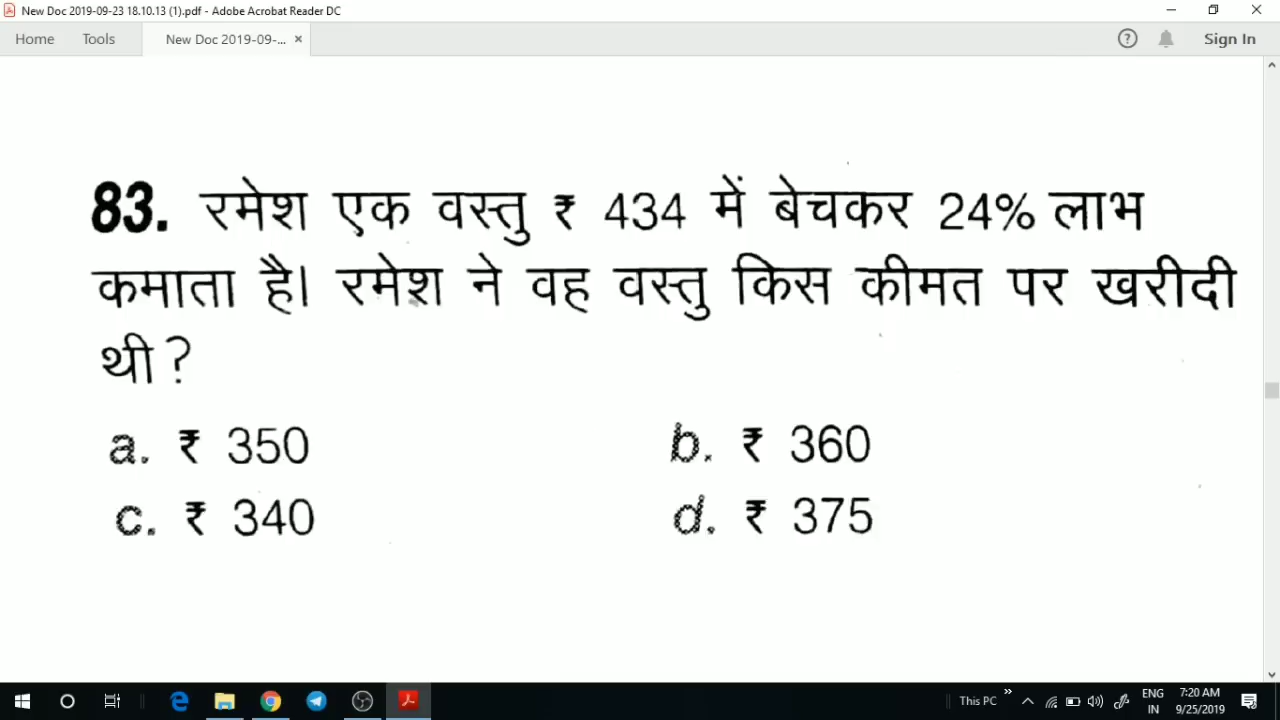 New Doc 2019-09-23 18.10.13 (1).pdf - Adobe Acrobat Reader DC
Home Tools New Doc 2019-09-... × ? Sign In
83. रमेश एक वस्तु ₹ 434 में बेचकर 24% लाभ
कमाता है। रमेश ने वह वस्तु किस कीमत पर खरीदी
थी?
a. ₹ 350 b. ₹ 360
c. ₹ 340 d. ₹ 375
This PC » ENG 7:20 AM
IN 9/25/2019